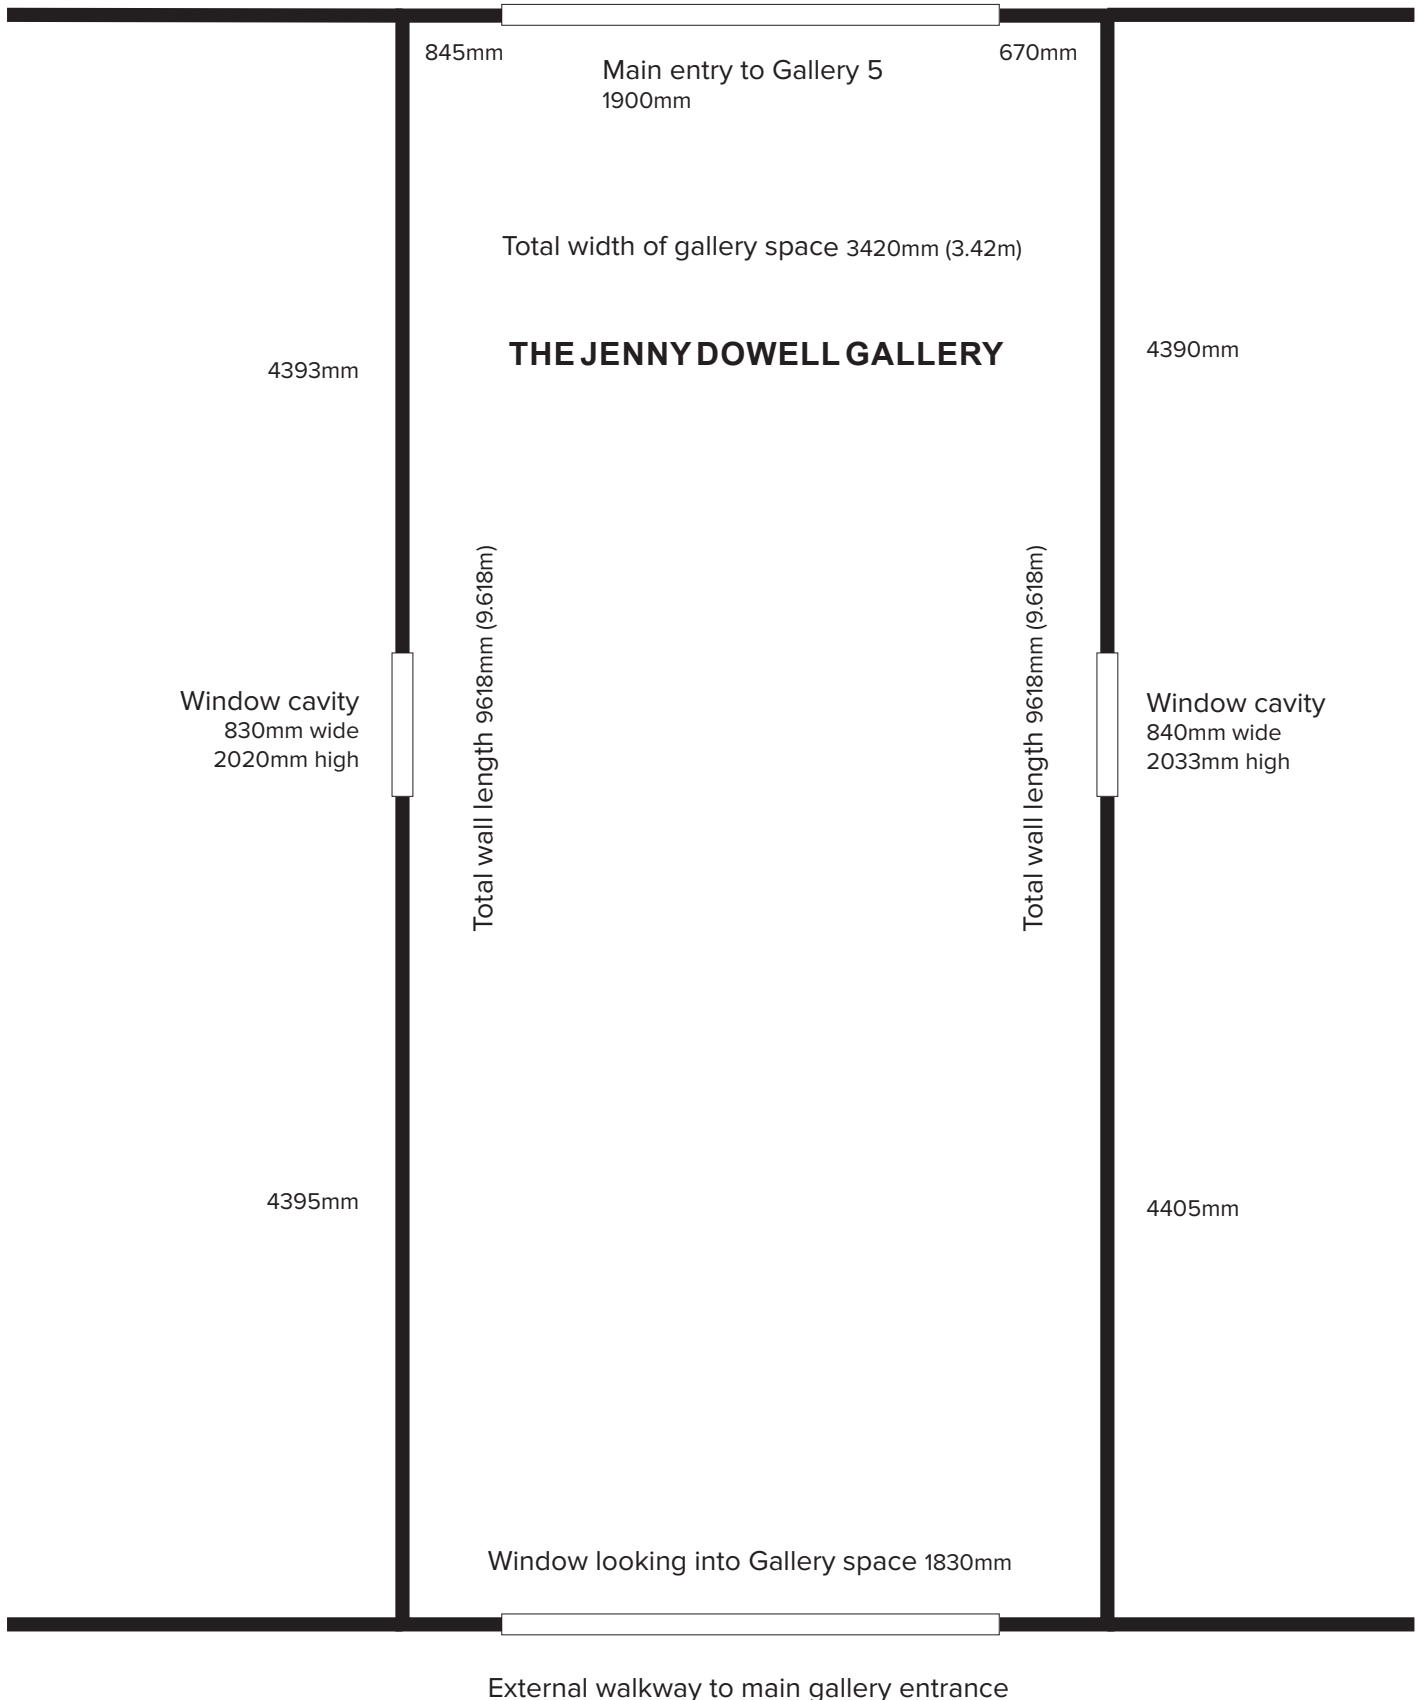 845mm
670mm
Main entry to Gallery 5
1900mm
Total width of gallery space 3420mm (3.42m)
THE JENNY DOWELL GALLERY
4393mm
4390mm
Total wall length 9618mm (9.618m)
Total wall length 9618mm (9.618m)
Window cavity
830mm wide
2020mm high
Window cavity
840mm wide
2033mm high
4395mm
4405mm
Window looking into Gallery space 1830mm
External walkway to main gallery entrance